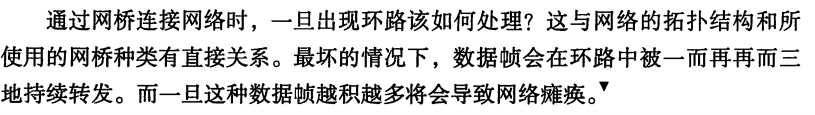 通过网桥连接网络时，一旦出现环路该如何处理？这与网络的拓扑结构和所
使用的网桥种类有直接关系。最坏的情况下，数据帧会在环路中被一而再再而三
地持续转发。而一旦这种数据帧越积越多将会导致网络瘫痪。▼